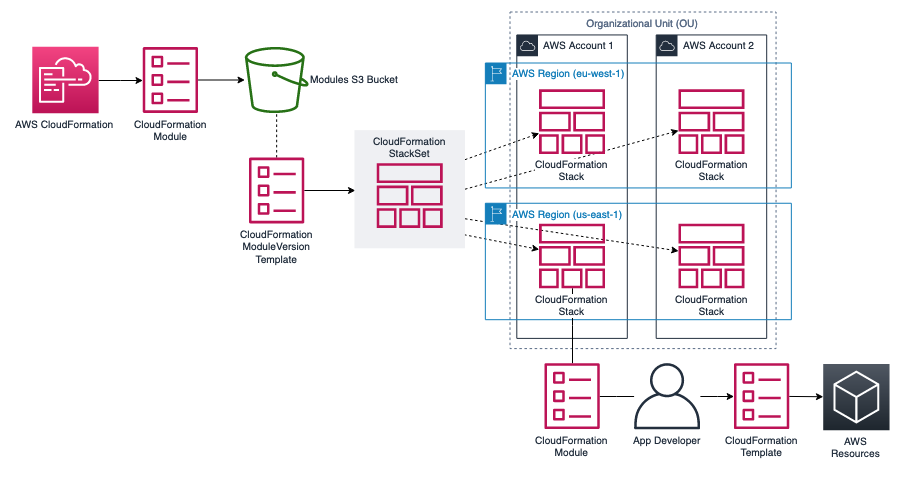 Organizational Unit (OU)
AWS Account 1
AWS Account 2
AWS Region (eu-west-1)
AWS CloudFormation
CloudFormation
Module
Modules S3 Bucket
CloudFormation
StackSet
CloudFormation
Stack
CloudFormation
Stack
AWS Region (us-east-1)
CloudFormation
ModuleVersion
Template
CloudFormation
Stack
CloudFormation
Stack
CloudFormation
Module
App Developer
CloudFormation
Template
AWS
Resources